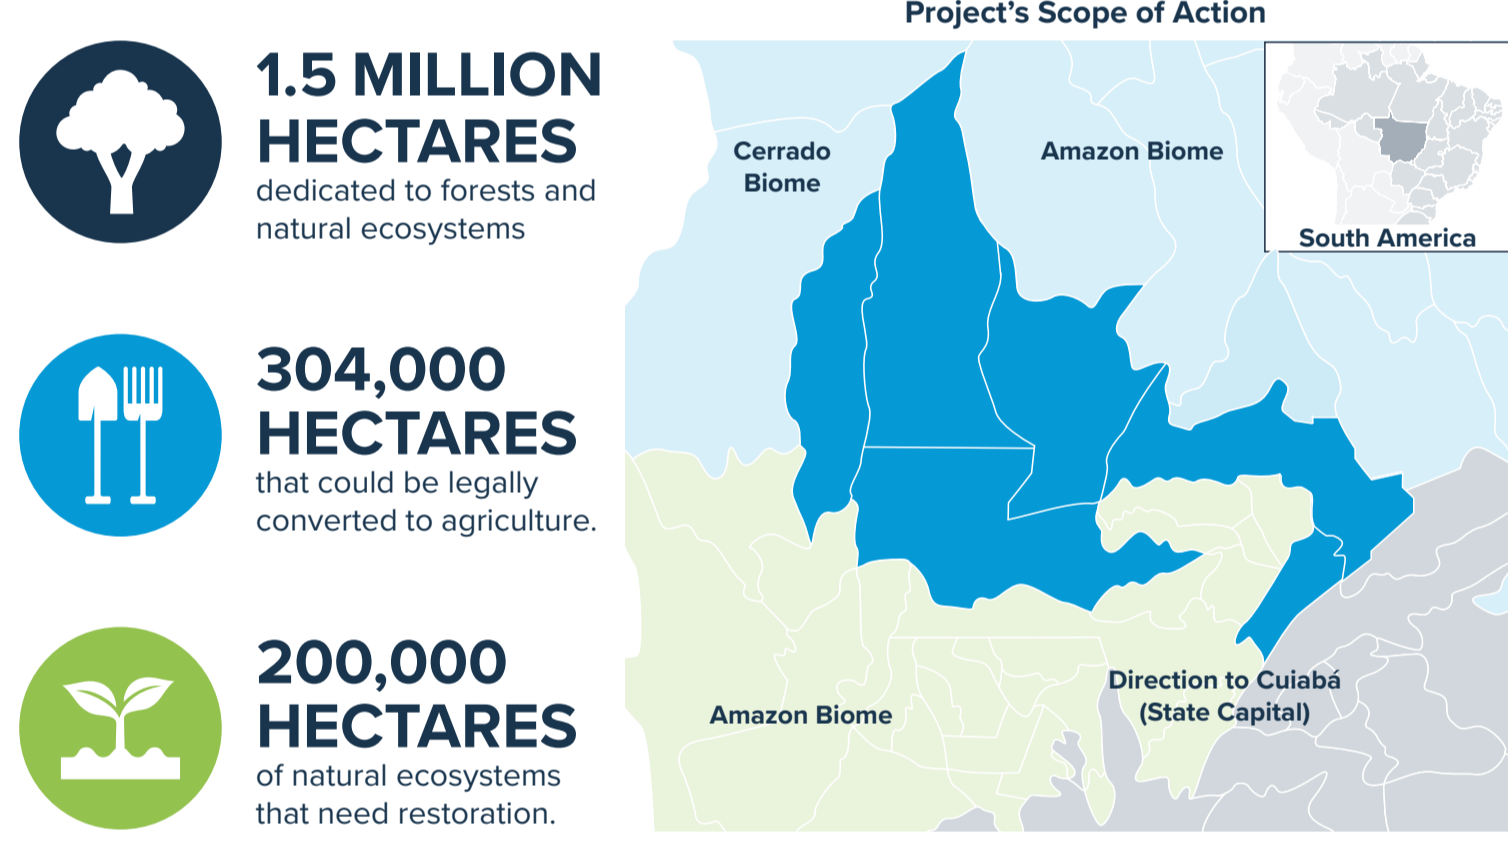 Project's Scope of Action
1.5 MILLION
HECTARES
dedicated to forests and
natural ecosystems
304,000
HECTARES
that could be legally
converted to agriculture.
200,000
HECTARES
of natural ecosystems
that need restoration.
Cerrado
Biome
Amazon Biome
South America
Amazon Biome
Direction to Cuiabá
(State Capital)